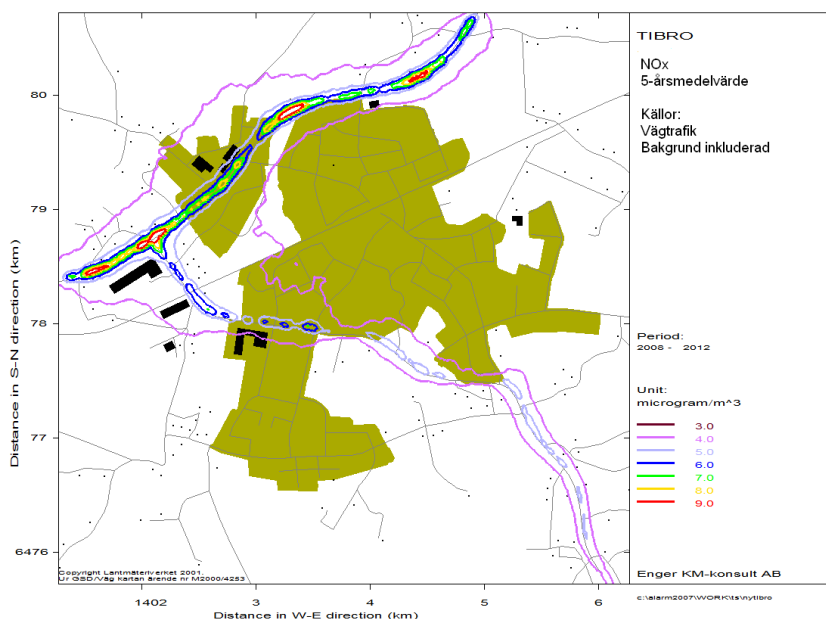 TIBRO
NOx
5-årsmedelvärde
Källor:
Vägtrafik
Bakgrund inkluderad
Period:
2008 - 2012
Unit:
microgram/m^3
3.0
4.0
5.0
6.0
7.0
8.0
9.0
Enger KM-konsult AB
c:\alarm2007\WORK\ts\nytibro
Distance in S-N direction (km)
80
79
78
77
6476
Copyright Lantmäteriverket 2001.
Ur GSD/Väg kartan ärende nr M2000/4253
1402
3
4
5
6
Distance in W-E direction (km)